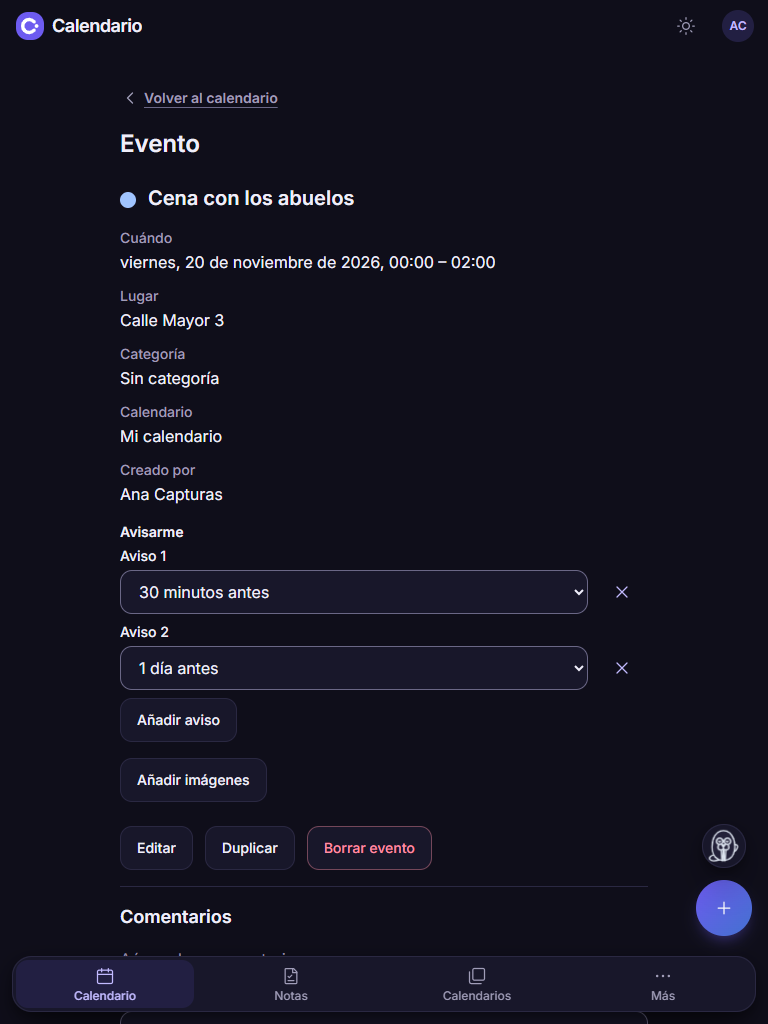 Calendario
AC
Volver al calendario
Evento
Cena con los abuelos
Cuándo
viernes, 20 de noviembre de 2026, 00:00 – 02:00
Lugar
Calle Mayor 3
Categoría
Sin categoría
Calendario
Mi calendario
Creado por
Ana Capturas
Avisarme
Aviso 1
30 minutos antes
Aviso 2
1 día antes
Añadir aviso
Añadir imágenes
Editar
Duplicar
Borrar evento
Comentarios
Calendario
Notas
Calendarios
Más